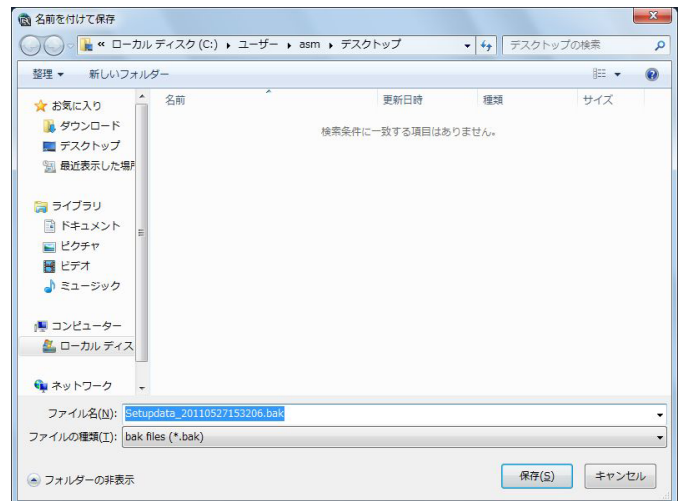 名前を付けて保存
« ローカル ディスク (C:) ▸ ユーザー ▸ asm ▸ デスクトップ
デスクトップの検索
整理 ▼ 新しいフォルダー
名前 更新日時 種類 サイズ
検索条件に一致する項目はありません。
お気に入り
ダウンロード
デスクトップ
最近表示した場所
ライブラリ
ドキュメント
ピクチャ
ビデオ
ミュージック
コンピューター
ローカル ディス
ネットワーク
ファイル名(N): Setupdata_20110527153206.bak
ファイルの種類(T): bak files (*.bak)
フォルダーの非表示
保存(S) キャンセル